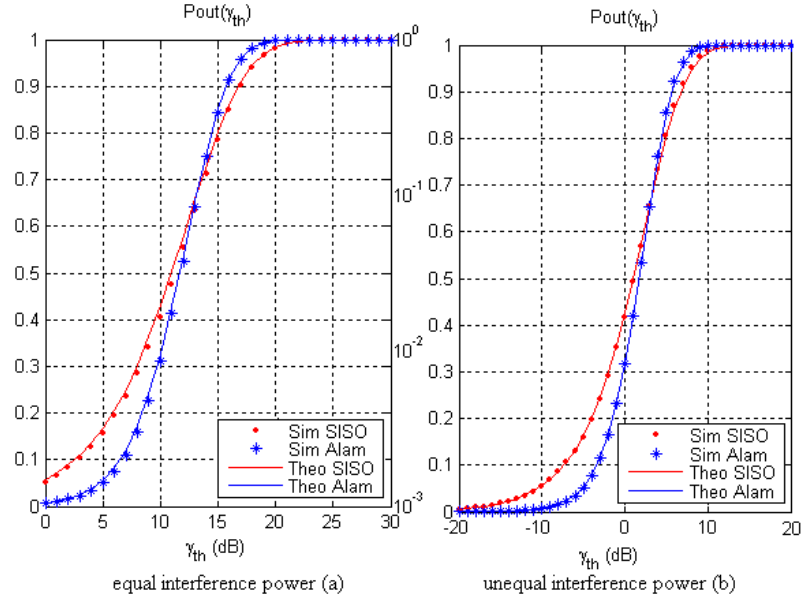 Pout(γth)
1
0.9
0.8
0.7
0.6
0.5
0.4
0.3
0.2
0.1
0
10^0
10^-1
10^-2
10^-3
Sim SISO
Sim Alam
Theo SISO
Theo Alam
0 5 10 15 20 25 30
γth (dB)
equal interference power (a)
Pout(γth)
1
0.9
0.8
0.7
0.6
0.5
0.4
0.3
0.2
0.1
0
Sim SISO
Sim Alam
Theo SISO
Theo Alam
-20 -10 0 10 20
γth (dB)
unequal interference power (b)